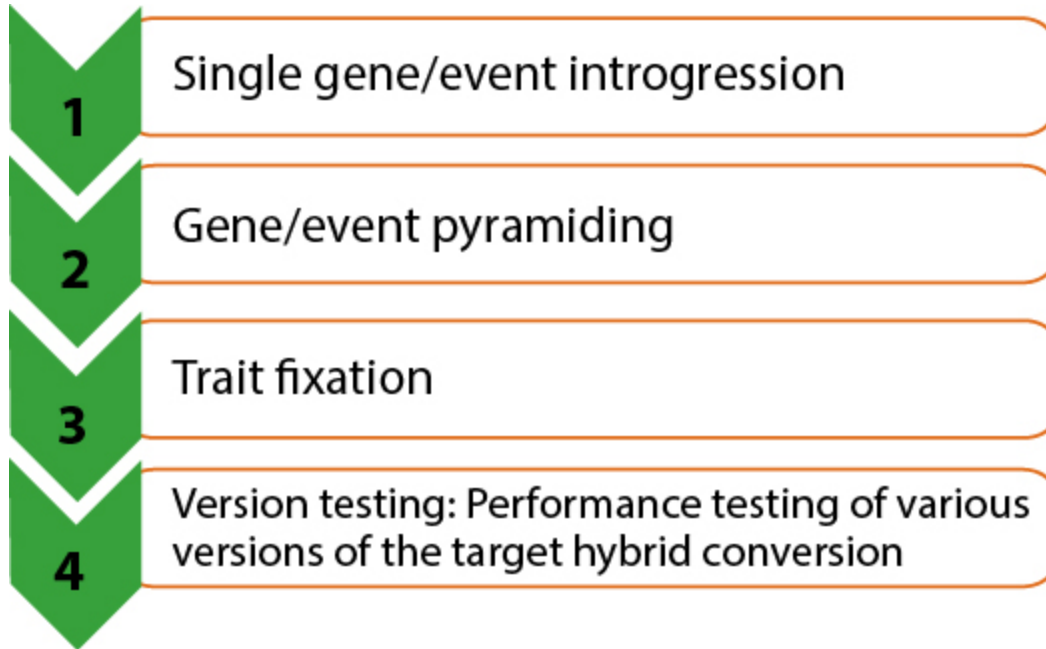 1
Single gene/event introgression
2
Gene/event pyramiding
3
Trait fixation
4
Version testing: Performance testing of various
versions of the target hybrid conversion